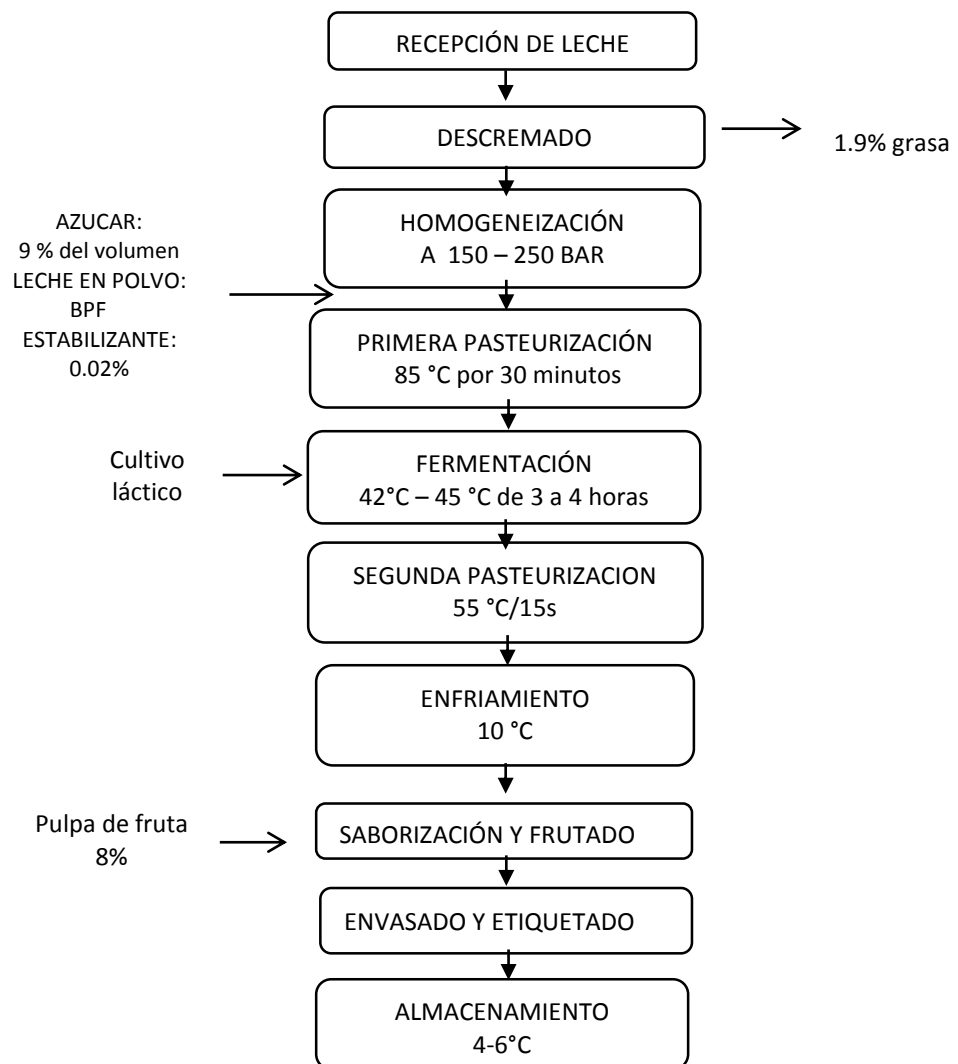 RECEPCIÓN DE LECHE
DESCREMADO
1.9% grasa
HOMOGENEIZACIÓN
A 150 – 250 BAR
AZUCAR:
9 % del volumen
LECHE EN POLVO:
BPF
ESTABILIZANTE:
0.02%
PRIMERA PASTEURIZACIÓN
85 °C por 30 minutos
Cultivo
láctico
FERMENTACIÓN
42°C – 45 °C de 3 a 4 horas
SEGUNDA PASTEURIZACION
55 °C/15s
ENFRIAMIENTO
10 °C
Pulpa de fruta
8%
SABORIZACIÓN Y FRUTADO
ENVASADO Y ETIQUETADO
ALMACENAMIENTO
4-6°C